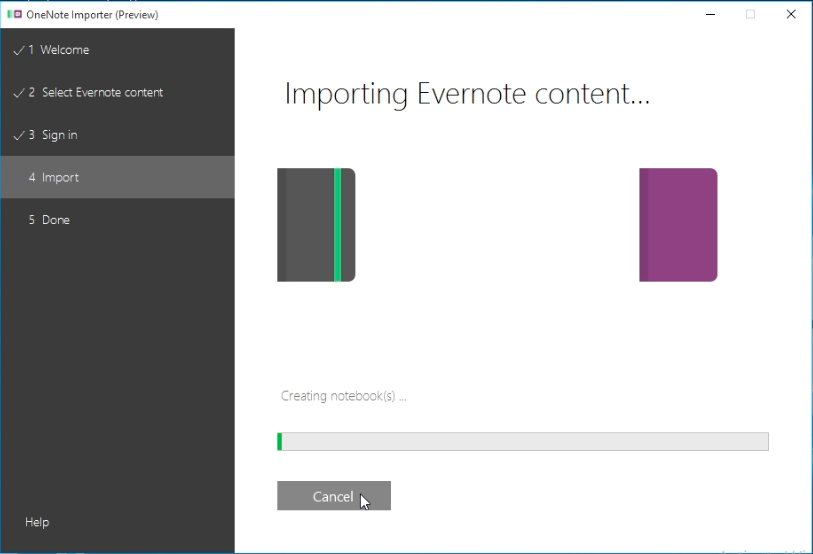 OneNote Importer (Preview)
1 Welcome
2 Select Evernote content
3 Sign in
4 Import
5 Done
Help
Importing Evernote content...
Creating notebook(s) ...
Cancel